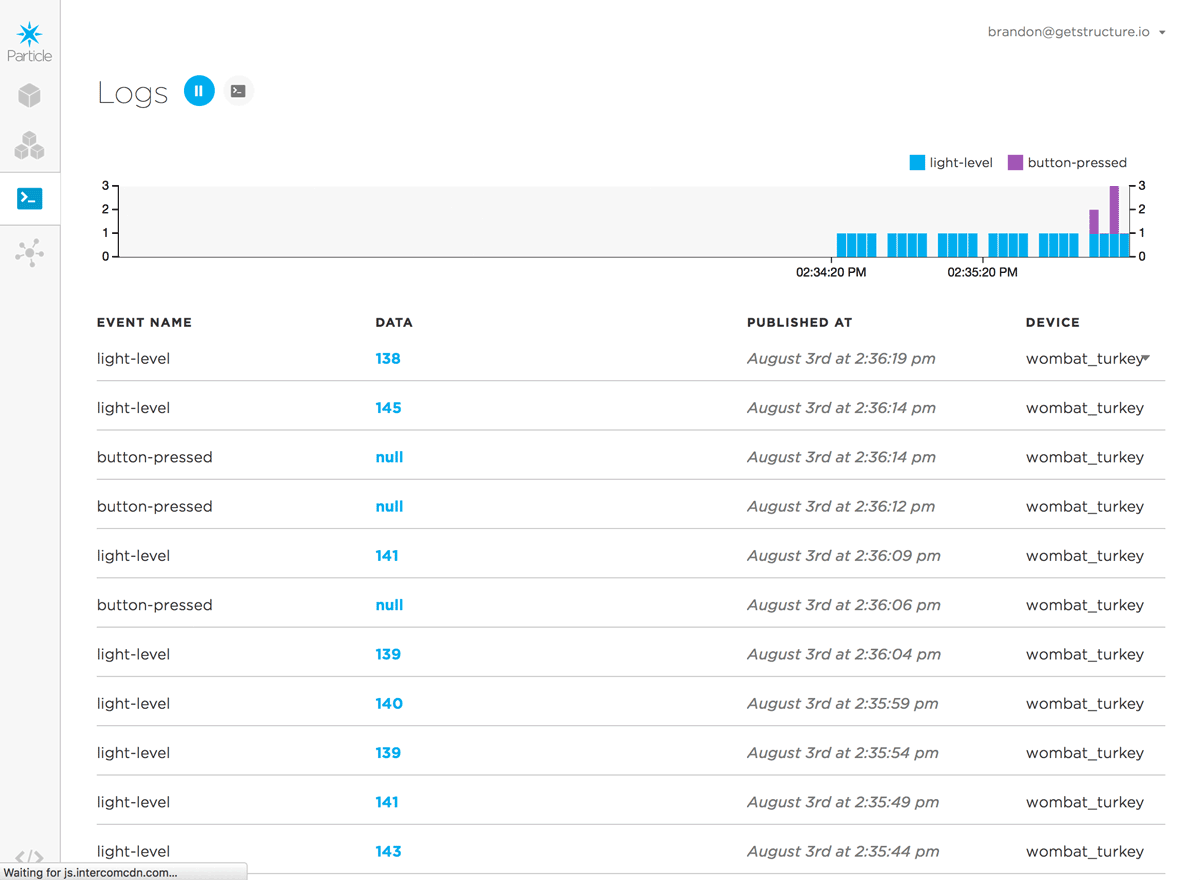 Particle
brandon@getstructure.io
Logs
light-level button-pressed
3 3
2 2
1 1
0 0
02:34:20 PM 02:35:20 PM
EVENT NAME DATA PUBLISHED AT DEVICE
light-level 138 August 3rd at 2:36:19 pm wombat_turkey
light-level 145 August 3rd at 2:36:14 pm wombat_turkey
button-pressed null August 3rd at 2:36:14 pm wombat_turkey
button-pressed null August 3rd at 2:36:12 pm wombat_turkey
light-level 141 August 3rd at 2:36:09 pm wombat_turkey
button-pressed null August 3rd at 2:36:06 pm wombat_turkey
light-level 139 August 3rd at 2:36:04 pm wombat_turkey
light-level 140 August 3rd at 2:35:59 pm wombat_turkey
light-level 139 August 3rd at 2:35:54 pm wombat_turkey
light-level 141 August 3rd at 2:35:49 pm wombat_turkey
light-level 143 August 3rd at 2:35:44 pm wombat_turkey
Waiting for js.intercomcdn.com...